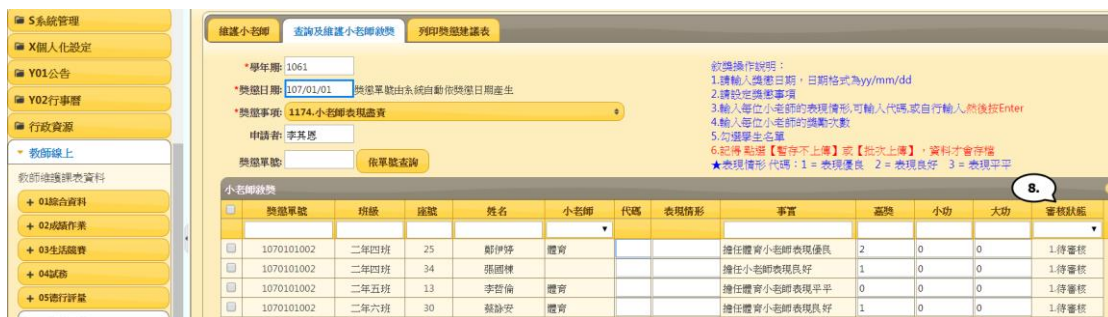 S系統管理
X個人化設定
Y01公告
Y02行事曆
行政資源
教師線上
教師維護課表資料
+ 01綜合資料
+ 02成績作業
+ 03生活競賽
+ 04試務
+ 05德行評量
維護小老師 查詢及維護小老師敘獎 列印獎懲建議表
*學年期: 1061
*獎懲日期: 107/01/01 獎懲單號由系統自動依獎懲日期產生
*獎懲事項: 1174.小老師表現盡責
申請者: 李其恩
獎懲單號: 依單號查詢
敘獎操作說明:
1.請輸入獎懲日期,日期格式為yy/mm/dd
2.請設定獎懲事項
3.輸入每位小老師的表現情形,可輸入代碼,或自行輸入,然後按Enter
4.輸入每位小老師的獎勵次數
5.勾選學生名單
6.記得 點選【暫存不上傳】或【批次上傳】,資料才會存檔
★表現情形 代碼:1 = 表現優良 2 = 表現良好 3 = 表現平平
小老師敘獎
8.
獎懲單號 班級 座號 姓名 小老師 代碼 表現情形 事實 嘉獎 小功 大功 審核狀態
1070101002 二年四班 25 鄭伊婷 體育 擔任體育小老師表現優良 2 0 0 1.待審核
1070101002 二年四班 34 張國棟 擔任小老師表現良好 1 0 0 1.待審核
1070101002 二年五班 13 李哲倫 體育 擔任體育小老師表現平平 0 0 0 1.待審核
1070101002 二年六班 30 蔡詠安 體育 擔任體育小老師表現良好 1 0 0 1.待審核